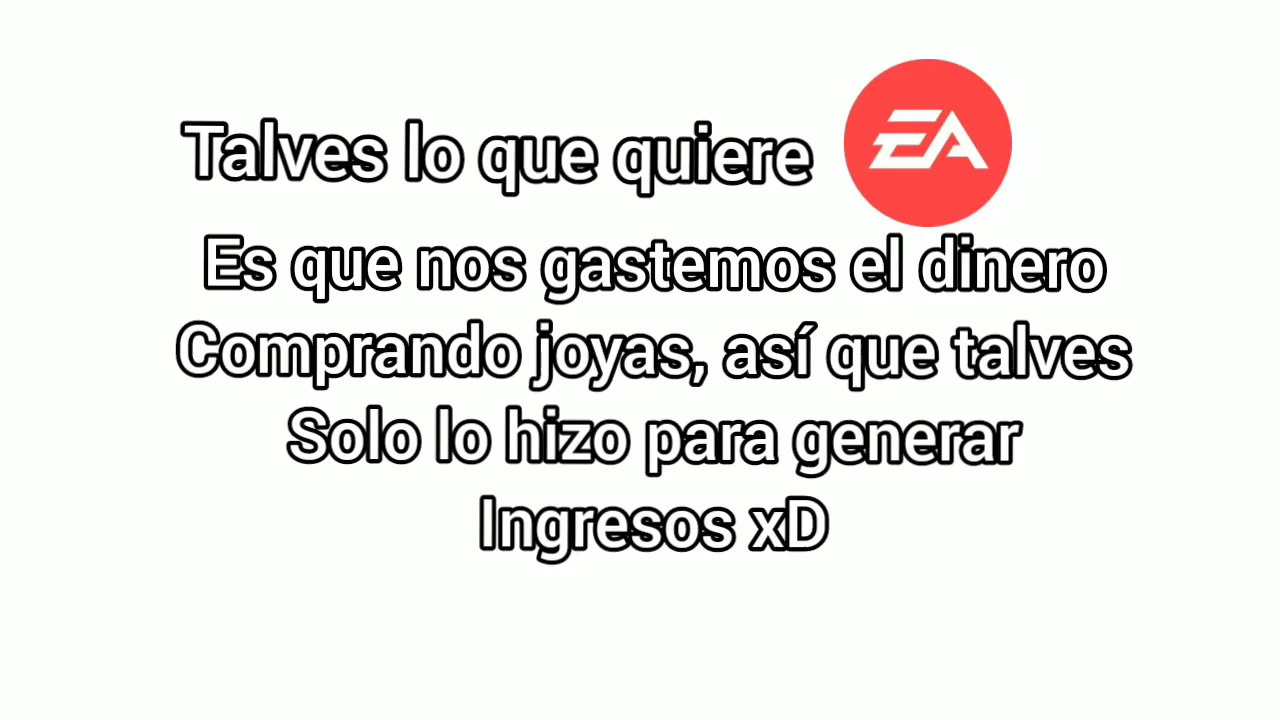 Talves lo que quiere EA
Es que nos gastemos el dinero
Comprando joyas, así que talves
Solo lo hizo para generar
Ingresos xD